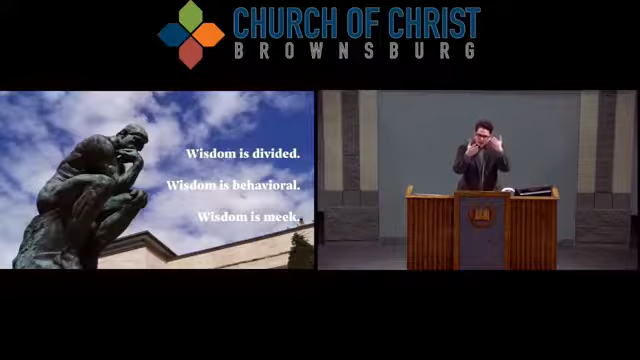 CHURCH OF CHRIST
BROWNSBURG
Wisdom is divided.
Wisdom is behavioral.
Wisdom is meek.